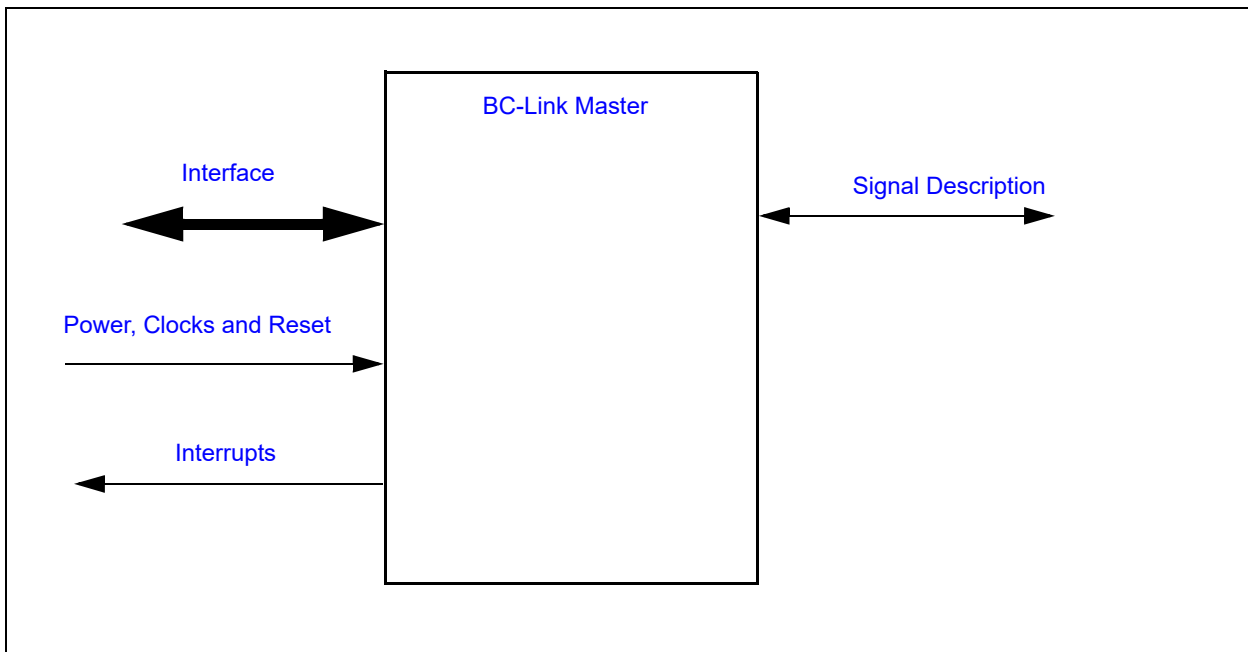 BC-Link Master
Interface
Signal Description
Power, Clocks and Reset
Interrupts